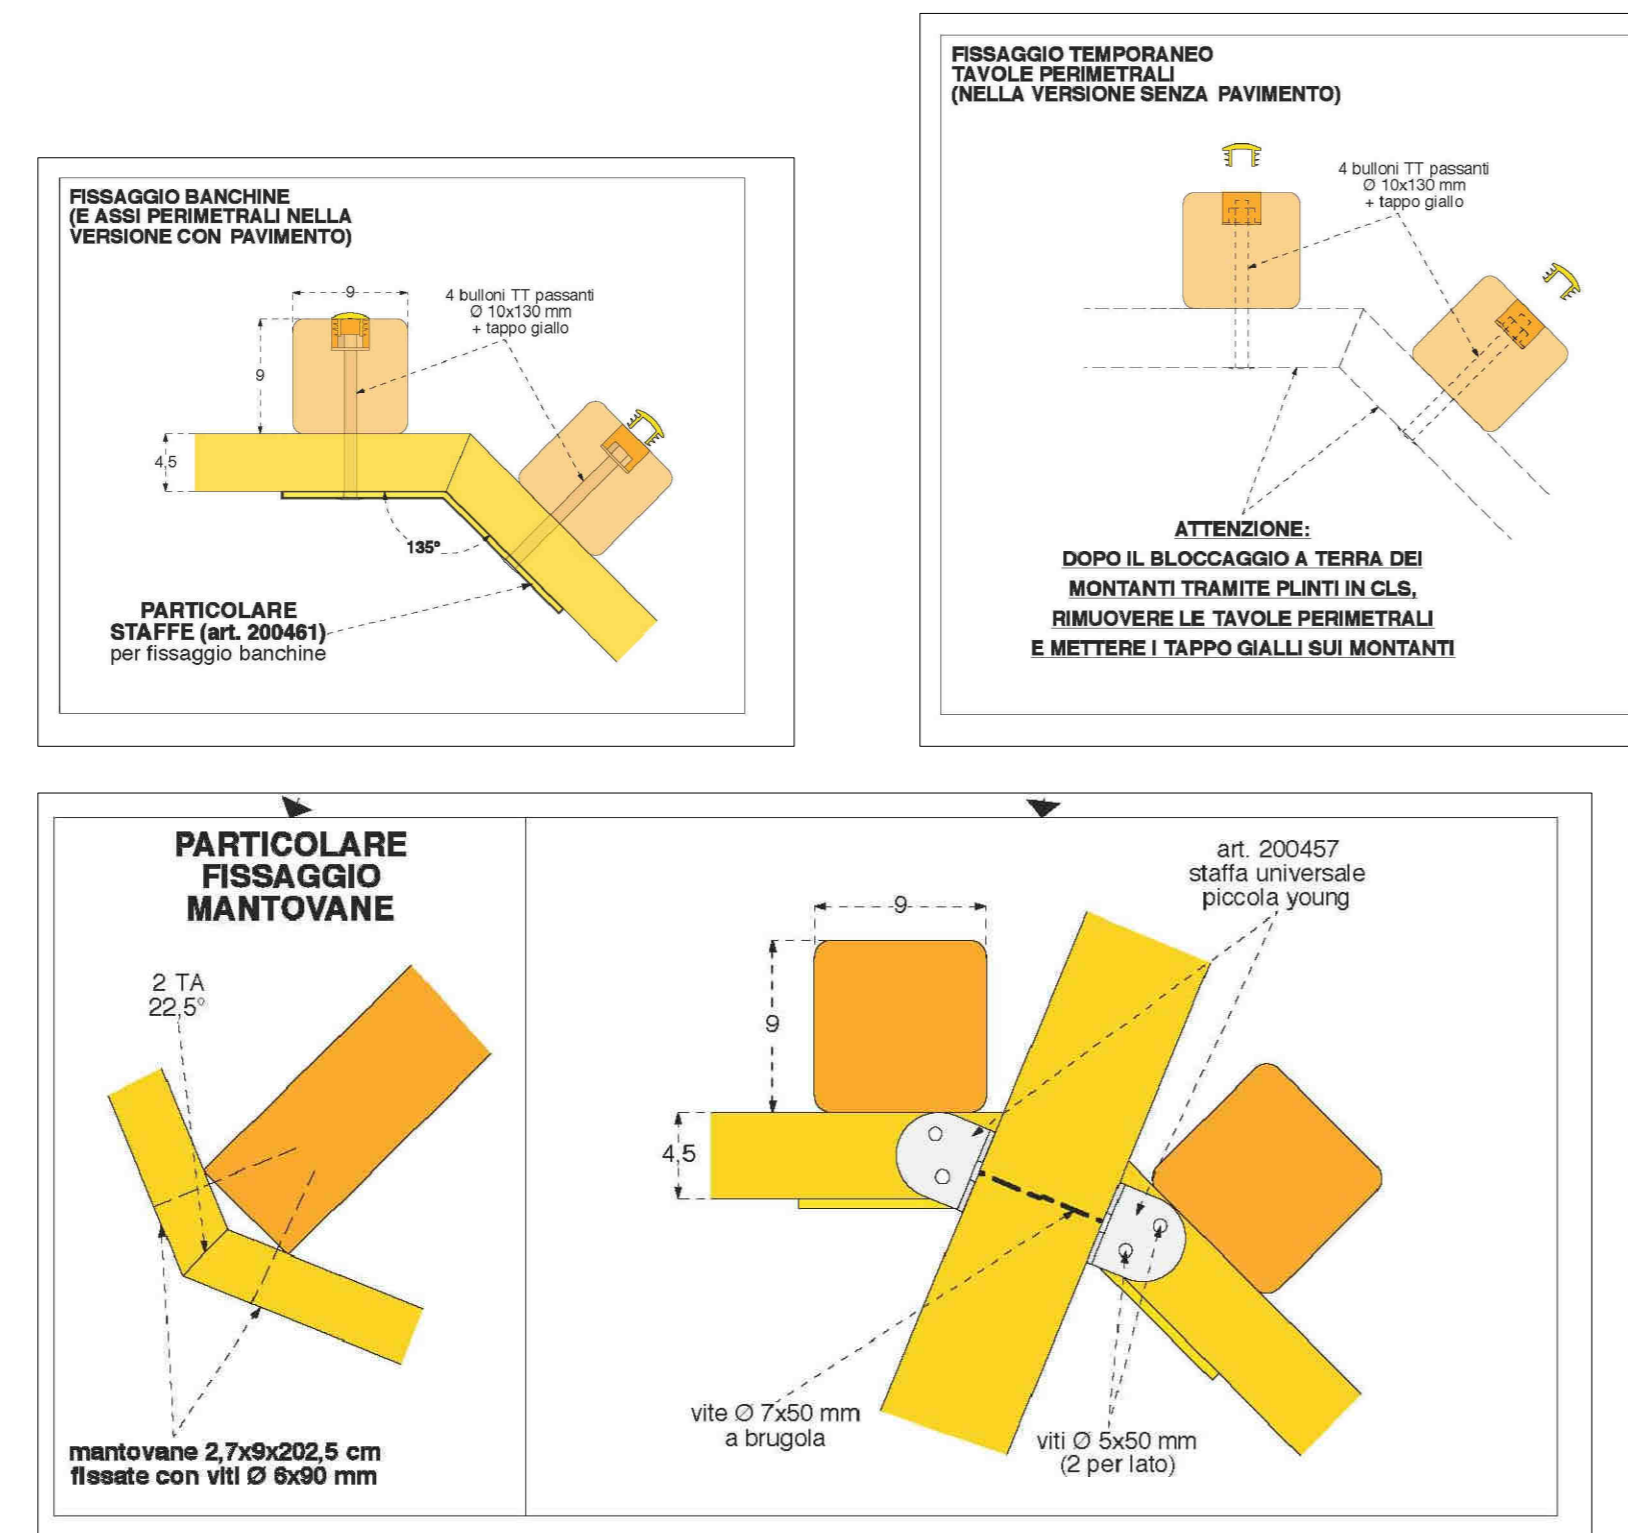 FISSAGGIO BANCHINE
(E ASSI PERIMETRALI NELLA
VERSIONE CON PAVIMENTO)
9
4 bulloni TT passanti
Ø 10x130 mm
+ tappo giallo
9
4,5
135°
PARTICOLARE
STAFFE (art. 200461)
per fissaggio banchine
FISSAGGIO TEMPORANEO
TAVOLE PERIMETRALI
(NELLA VERSIONE SENZA PAVIMENTO)
4 bulloni TT passanti
Ø 10x130 mm
+ tappo giallo
ATTENZIONE:
DOPO IL BLOCCAGGIO A TERRA DEI
MONTANTI TRAMITE PLINTI IN CLS,
RIMUOVERE LE TAVOLE PERIMETRALI
E METTERE I TAPPO GIALLI SUI MONTANTI
PARTICOLARE
FISSAGGIO
MANTOVANE
2 TA
22,5°
mantovane 2,7x9x202,5 cm
fissate con viti Ø 6x90 mm
art. 200457
staffa universale
piccola young
9
9
4,5
vite Ø 7x50 mm
a brugola
viti Ø 5x50 mm
(2 per lato)